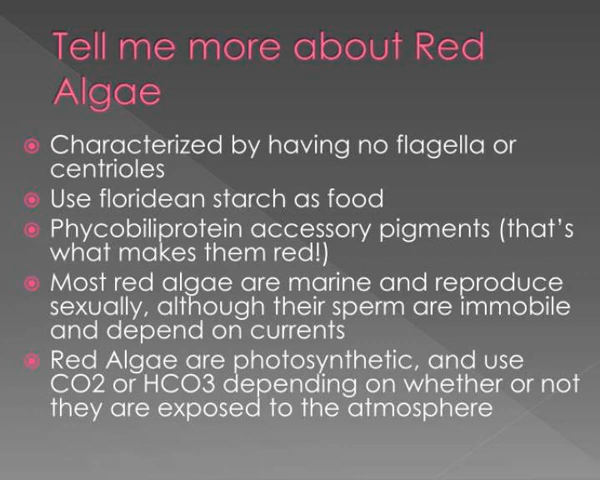 Tell me more about Red
Algae
Characterized by having no flagella or
centrioles
Use floridean starch as food
Phycobiliprotein accessory pigments (that's
what makes them red!)
Most red algae are marine and reproduce
sexually, although their sperm are immobile
and depend on currents
Red Algae are photosynthetic, and use
CO2 or HCO3 depending on whether or not
they are exposed to the atmosphere